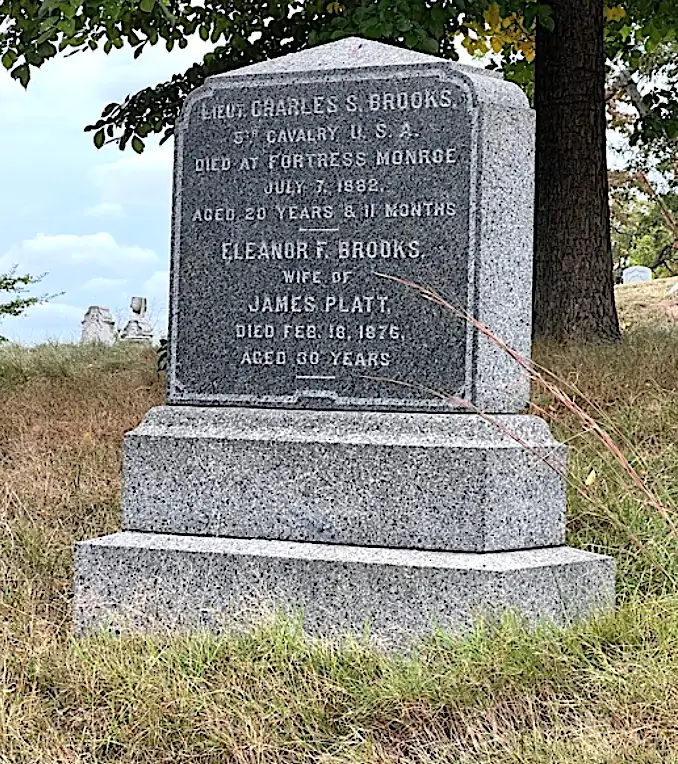 LIEUT. CHARLES S. BROOKS,
5TH CAVALRY U. S. A.
DIED AT FORTRESS MONROE
JULY 7, 1862,
AGED 20 YEARS & 11 MONTHS
ELEANOR F. BROOKS,
WIFE OF
JAMES PLATT,
DIED FEB. 18, 1876,
AGED 30 YEARS